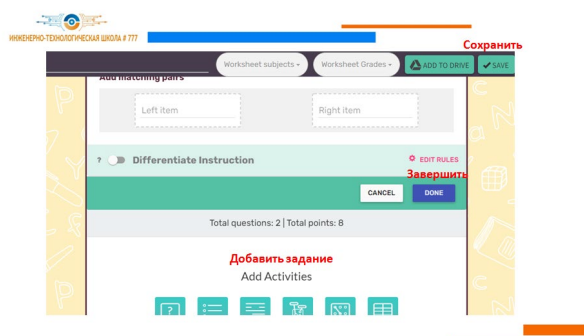 ИНЖЕНЕРНО-ТЕХНОЛОГИЧЕСКАЯ ШКОЛА # 777
Сохранить
Worksheet subjects
Worksheet Grades
ADD TO DRIVE
SAVE
Add matching pairs
Left item
Right item
? Differentiate Instruction
EDIT RULES
Завершить
CANCEL
DONE
Total questions: 2 | Total points: 8
Добавить задание
Add Activities